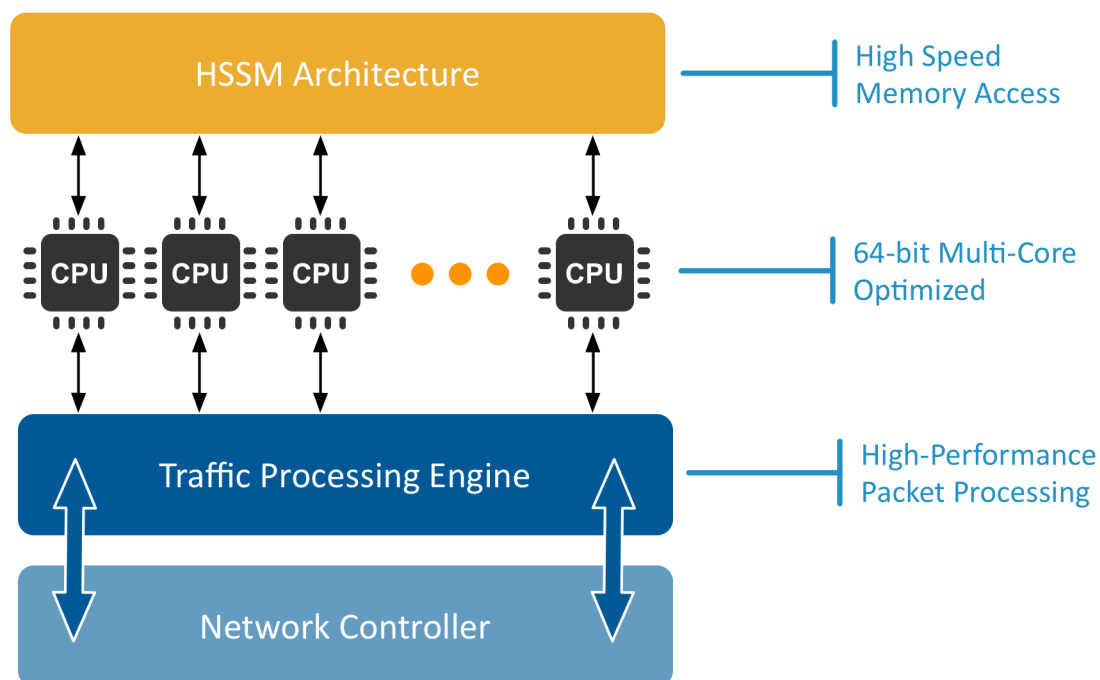 HSSM Architecture
High Speed
Memory Access
CPU
CPU
CPU
CPU
64-bit Multi-Core
Optimized
Traffic Processing Engine
High-Performance
Packet Processing
Network Controller